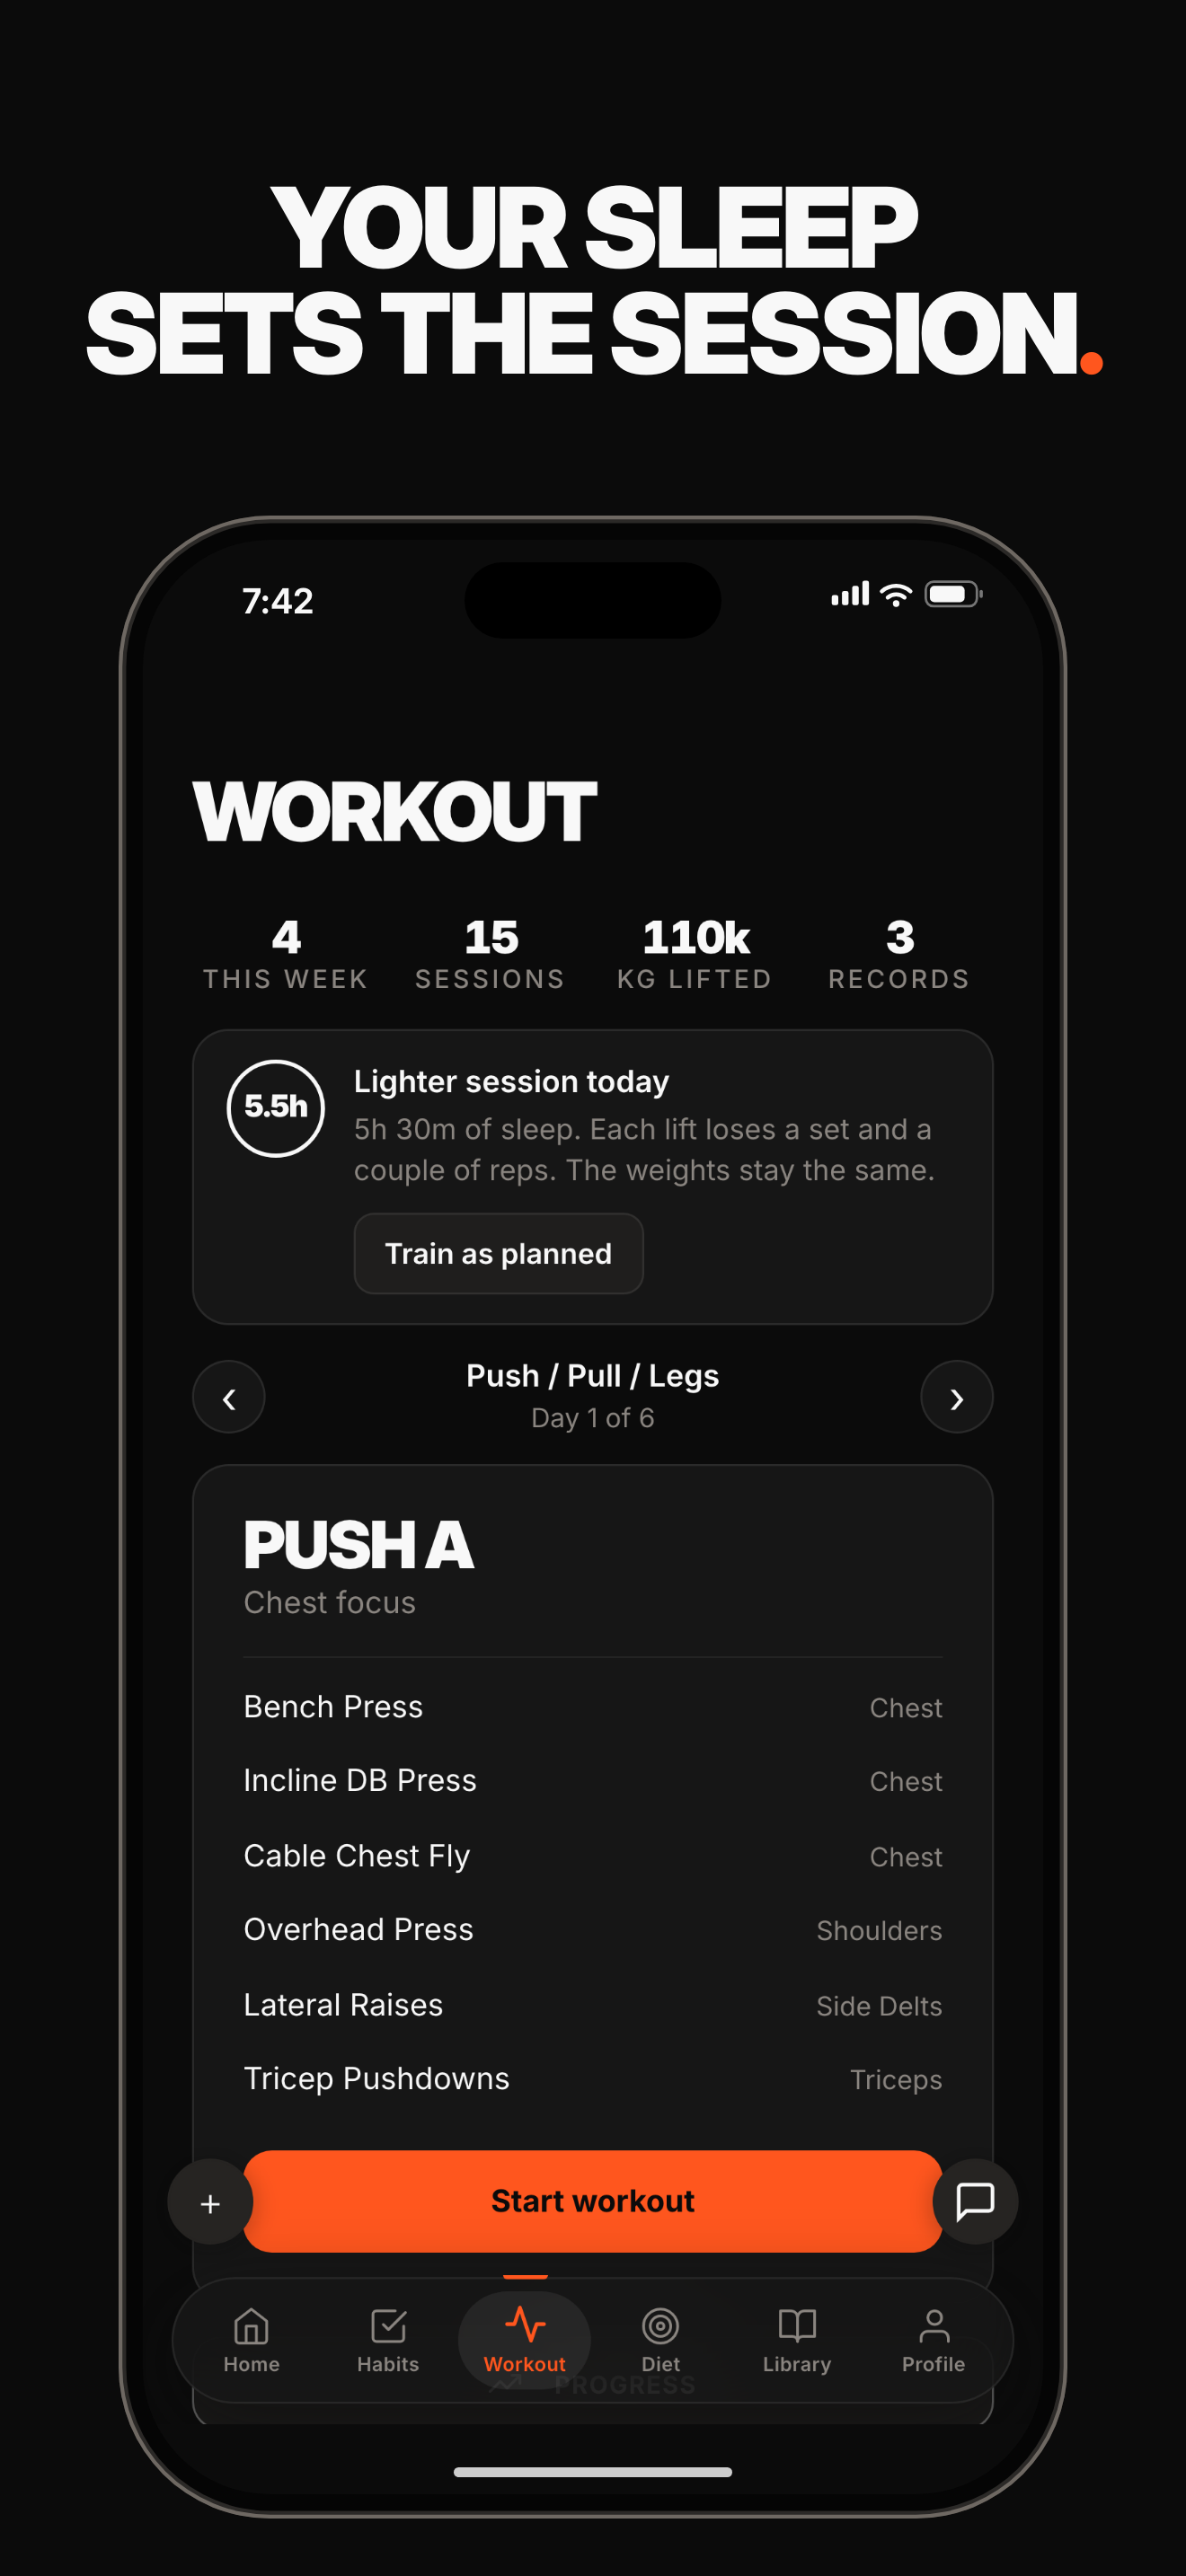 YOUR SLEEP
SETS THE SESSION.
7:42
WORKOUT
4 15 110k 3
THIS WEEK SESSIONS KG LIFTED RECORDS
5.5h
Lighter session today
5h 30m of sleep. Each lift loses a set and a
couple of reps. The weights stay the same.
Train as planned
Push / Pull / Legs
Day 1 of 6
PUSH A
Chest focus
Bench Press Chest
Incline DB Press Chest
Cable Chest Fly Chest
Overhead Press Shoulders
Lateral Raises Side Delts
Tricep Pushdowns Triceps
+ Start workout
Home Habits Workout Diet Library Profile
PROGRESS